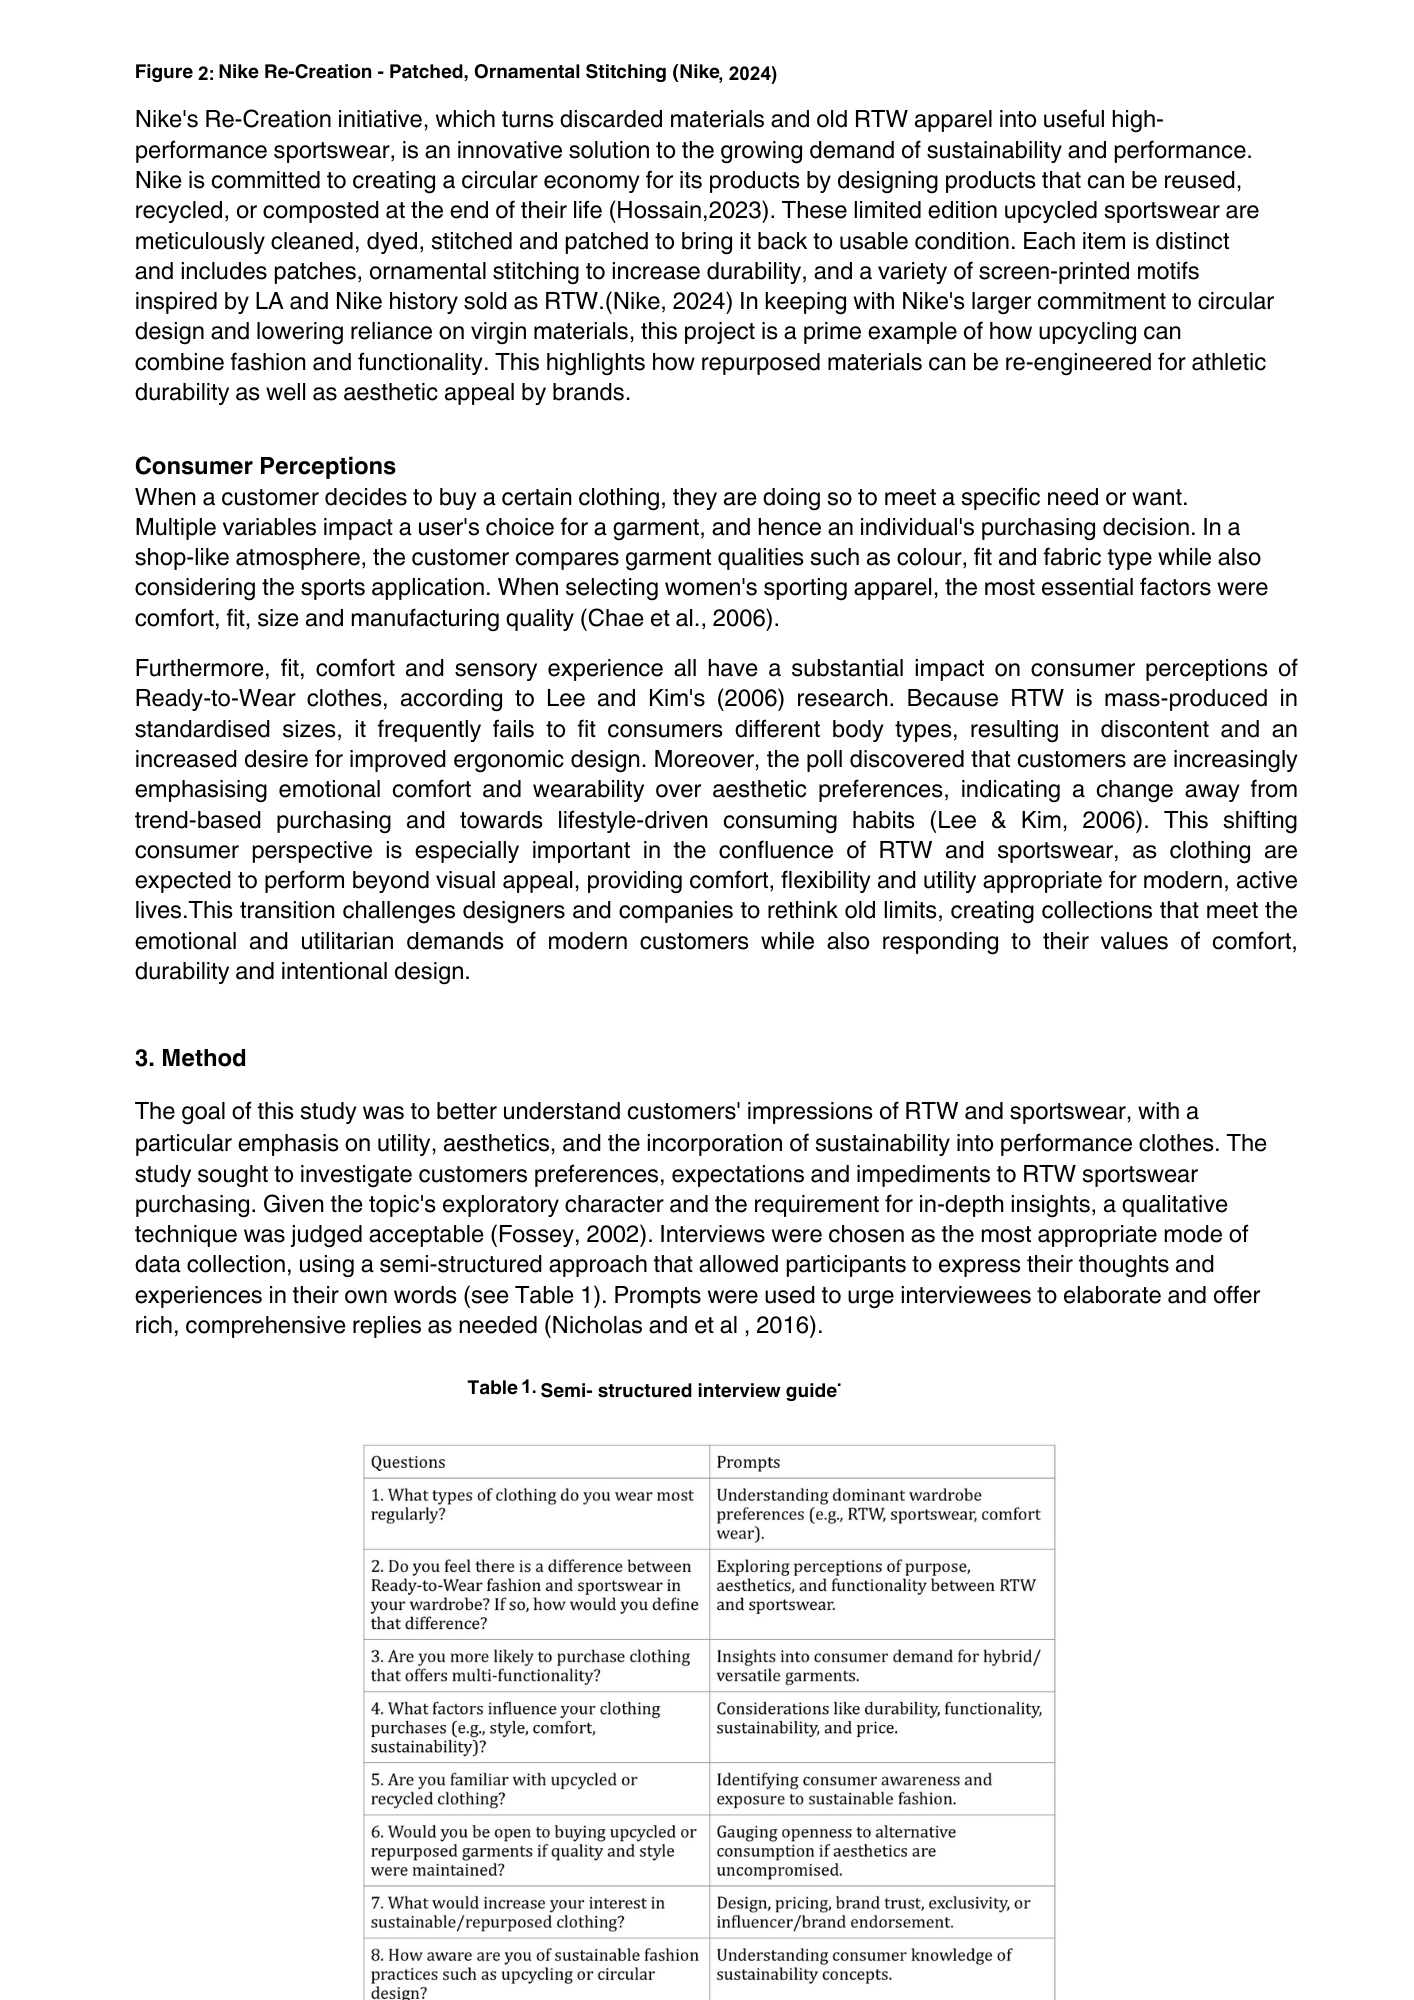 Figure 2: Nike Re-Creation - Patched, Ornamental Stitching (Nike, 2024)
Nike's Re-Creation initiative, which turns discarded materials and old RTW apparel into useful high-
performance sportswear, is an innovative solution to the growing demand of sustainability and performance.
Nike is committed to creating a circular economy for its products by designing products that can be reused,
recycled, or composted at the end of their life (Hossain,2023). These limited edition upcycled sportswear are
meticulously cleaned, dyed, stitched and patched to bring it back to usable condition. Each item is distinct
and includes patches, ornamental stitching to increase durability, and a variety of screen-printed motifs
inspired by LA and Nike history sold as RTW.(Nike, 2024) In keeping with Nike's larger commitment to circular
design and lowering reliance on virgin materials, this project is a prime example of how upcycling can
combine fashion and functionality. This highlights how repurposed materials can be re-engineered for athletic
durability as well as aesthetic appeal by brands.
Consumer Perceptions
When a customer decides to buy a certain clothing, they are doing so to meet a specific need or want.
Multiple variables impact a user's choice for a garment, and hence an individual's purchasing decision. In a
shop-like atmosphere, the customer compares garment qualities such as colour, fit and fabric type while also
considering the sports application. When selecting women's sporting apparel, the most essential factors were
comfort, fit, size and manufacturing quality (Chae et al., 2006).
Furthermore, fit, comfort and sensory experience all have a substantial impact on consumer perceptions of
Ready-to-Wear clothes, according to Lee and Kim's (2006) research. Because RTW is mass-produced in
standardised sizes, it frequently fails to fit consumers different body types, resulting in discontent and an
increased desire for improved ergonomic design. Moreover, the poll discovered that customers are increasingly
emphasising emotional comfort and wearability over aesthetic preferences, indicating a change away from
trend-based purchasing and towards lifestyle-driven consuming habits (Lee & Kim, 2006). This shifting
consumer perspective is especially important in the confluence of RTW and sportswear, as clothing are
expected to perform beyond visual appeal, providing comfort, flexibility and utility appropriate for modern, active
lives.This transition challenges designers and companies to rethink old limits, creating collections that meet the
emotional and utilitarian demands of modern customers while also responding to their values of comfort,
durability and intentional design.
3. Method
The goal of this study was to better understand customers' impressions of RTW and sportswear, with a
particular emphasis on utility, aesthetics, and the incorporation of sustainability into performance clothes. The
study sought to investigate customers preferences, expectations and impediments to RTW sportswear
purchasing. Given the topic's exploratory character and the requirement for in-depth insights, a qualitative
technique was judged acceptable (Fossey, 2002). Interviews were chosen as the most appropriate mode of
data collection, using a semi-structured approach that allowed participants to express their thoughts and
experiences in their own words (see Table 1). Prompts were used to urge interviewees to elaborate and offer
rich, comprehensive replies as needed (Nicholas and et al , 2016).
Table 1. Semi- structured interview guide.
Questions
Prompts
1. What types of clothing do you wear most
regularly?
Understanding dominant wardrobe
preferences (e.g., RTW, sportswear, comfort
wear).
2. Do you feel there is a difference between
Ready-to-Wear fashion and sportswear in
your wardrobe? If so, how would you define
that difference?
Exploring perceptions of purpose,
aesthetics, and functionality between RTW
and sportswear.
3. Are you more likely to purchase clothing
that offers multi-functionality?
Insights into consumer demand for hybrid/
versatile garments.
4. What factors influence your clothing
purchases (e.g., style, comfort,
sustainability)?
Considerations like durability, functionality,
sustainability, and price.
5. Are you familiar with upcycled or
recycled clothing?
Identifying consumer awareness and
exposure to sustainable fashion.
6. Would you be open to buying upcycled or
repurposed garments if quality and style
were maintained?
Gauging openness to alternative
consumption if aesthetics are
uncompromised.
7. What would increase your interest in
sustainable/repurposed clothing?
Design, pricing, brand trust, exclusivity, or
influencer/brand endorsement.
8. How aware are you of sustainable fashion
practices such as upcycling or circular
design?
Understanding consumer knowledge of
sustainability concepts.